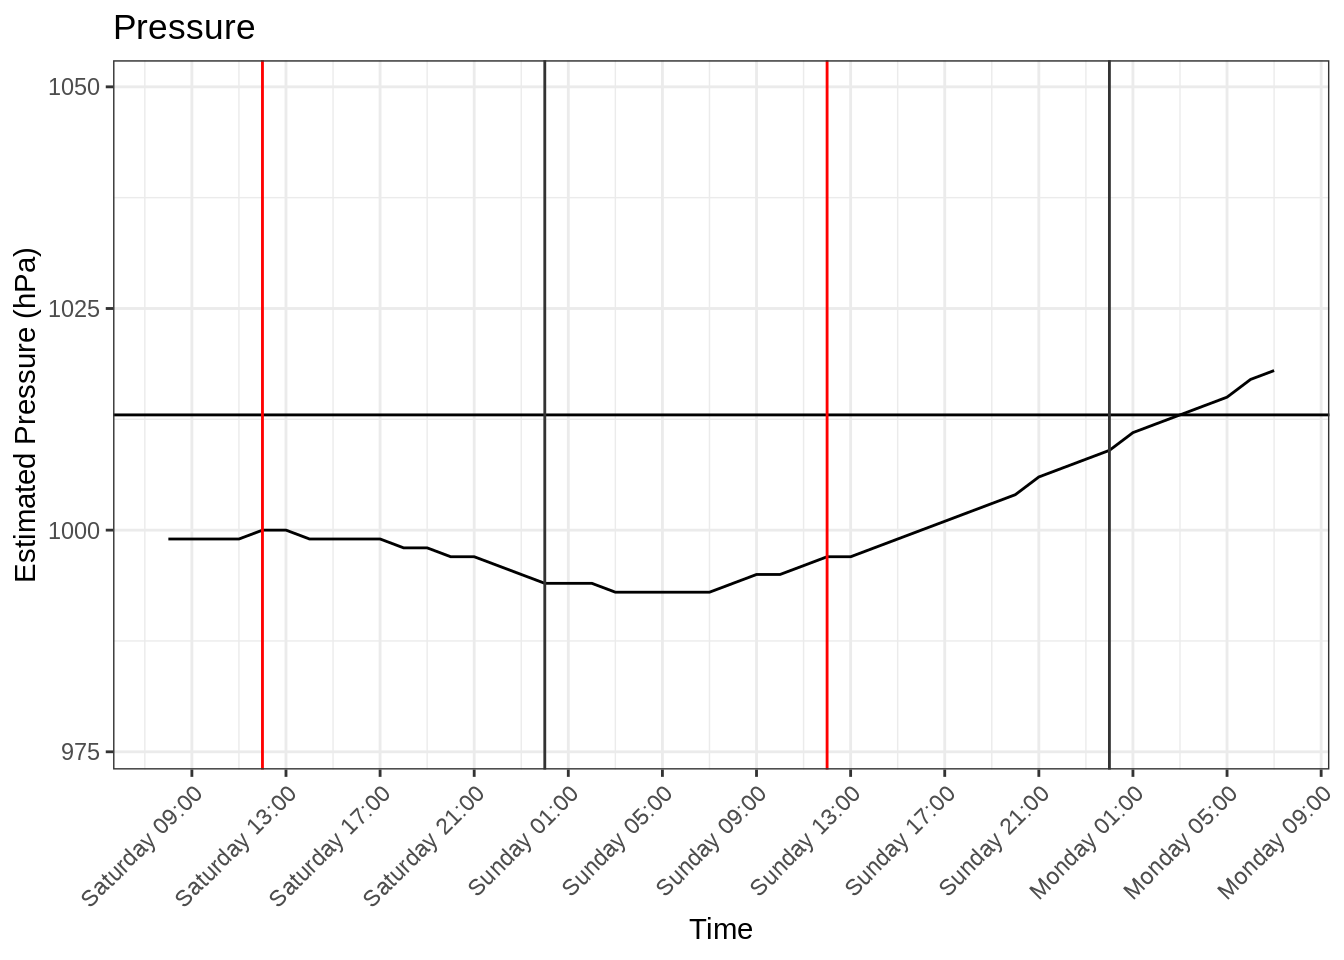 Pressure
Estimated Pressure (hPa)
1050
1025
1000
975
Saturday 09:00
Saturday 13:00
Saturday 17:00
Saturday 21:00
Sunday 01:00
Sunday 05:00
Sunday 09:00
Sunday 13:00
Sunday 17:00
Sunday 21:00
Monday 01:00
Monday 05:00
Monday 09:00
Time